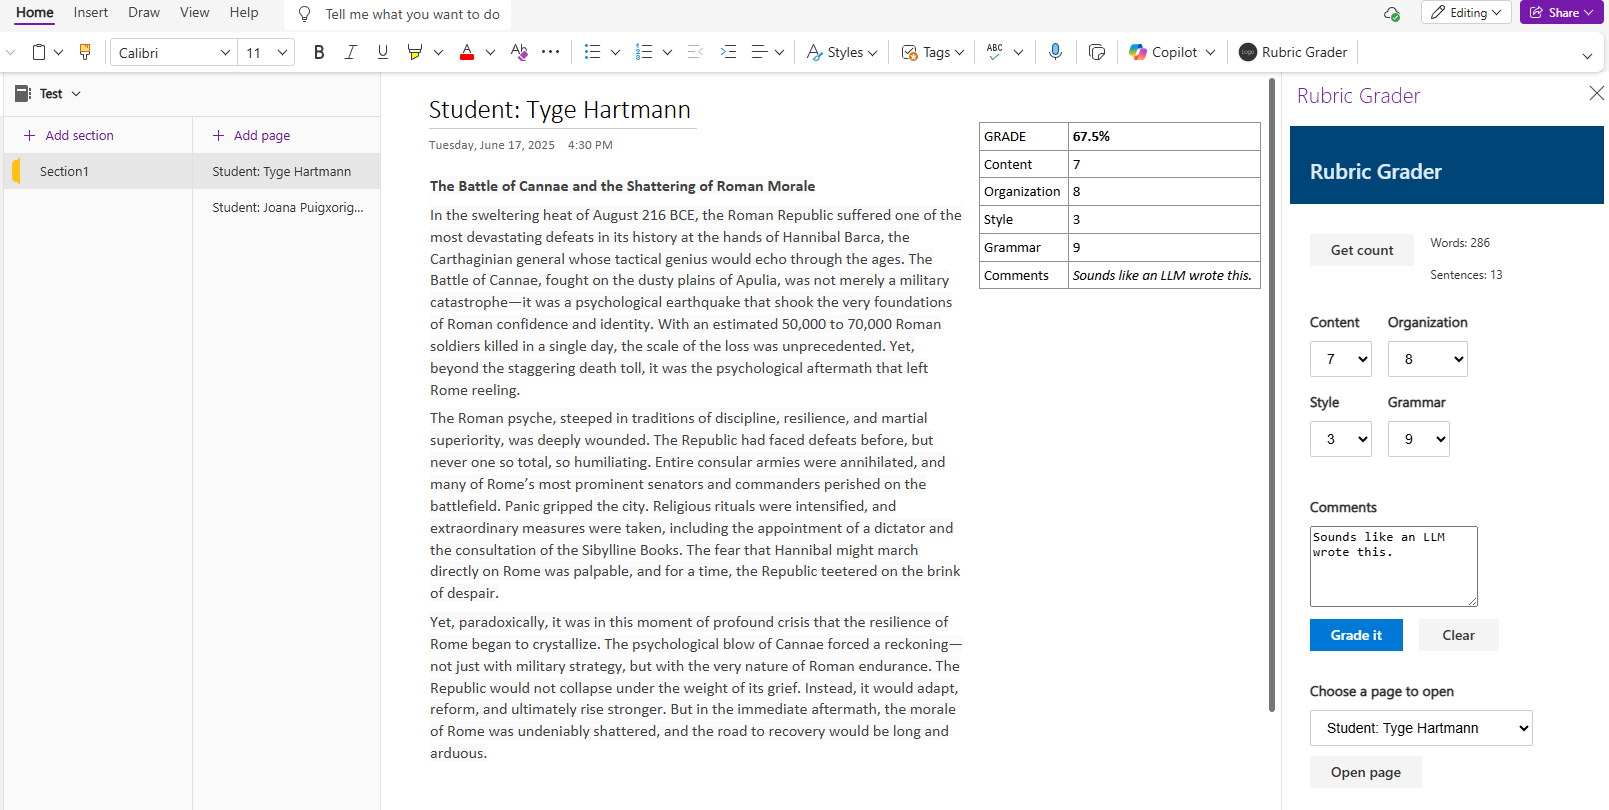 Home Insert Draw View Help Tell me what you want to do Editing Share
Calibri 11 B I U A Styles Tags ABC Copilot Rubric Grader
Test
Add section
Add page
Section1
Student: Tyge Hartmann
Student: Joana Puigxorig...
Student: Tyge Hartmann
Tuesday, June 17, 2025 4:30 PM
The Battle of Cannae and the Shattering of Roman Morale
In the sweltering heat of August 216 BCE, the Roman Republic suffered one of the
most devastating defeats in its history at the hands of Hannibal Barca, the
Carthaginian general whose tactical genius would echo through the ages. The
Battle of Cannae, fought on the dusty plains of Apulia, was not merely a military
catastrophe—it was a psychological earthquake that shook the very foundations
of Roman confidence and identity. With an estimated 50,000 to 70,000 Roman
soldiers killed in a single day, the scale of the loss was unprecedented. Yet,
beyond the staggering death toll, it was the psychological aftermath that left
Rome reeling.
The Roman psyche, steeped in traditions of discipline, resilience, and martial
superiority, was deeply wounded. The Republic had faced defeats before, but
never one so total, so humiliating. Entire consular armies were annihilated, and
many of Rome’s most prominent senators and commanders perished on the
battlefield. Panic gripped the city. Religious rituals were intensified, and
extraordinary measures were taken, including the appointment of a dictator and
the consultation of the Sibylline Books. The fear that Hannibal might march
directly on Rome was palpable, and for a time, the Republic teetered on the brink
of despair.
Yet, paradoxically, it was in this moment of profound crisis that the resilience of
Rome began to crystallize. The psychological blow of Cannae forced a reckoning—
not just with military strategy, but with the very nature of Roman endurance. The
Republic would not collapse under the weight of its grief. Instead, it would adapt,
reform, and ultimately rise stronger. But in the immediate aftermath, the morale
of Rome was undeniably shattered, and the road to recovery would be long and
arduous.
GRADE 67.5%
Content 7
Organization 8
Style 3
Grammar 9
Comments Sounds like an LLM wrote this.
Rubric Grader
Rubric Grader
Get count
Words: 286
Sentences: 13
Content Organization
7 8
Style Grammar
3 9
Comments
Sounds like an LLM
wrote this.
Grade it Clear
Choose a page to open
Student: Tyge Hartmann
Open page